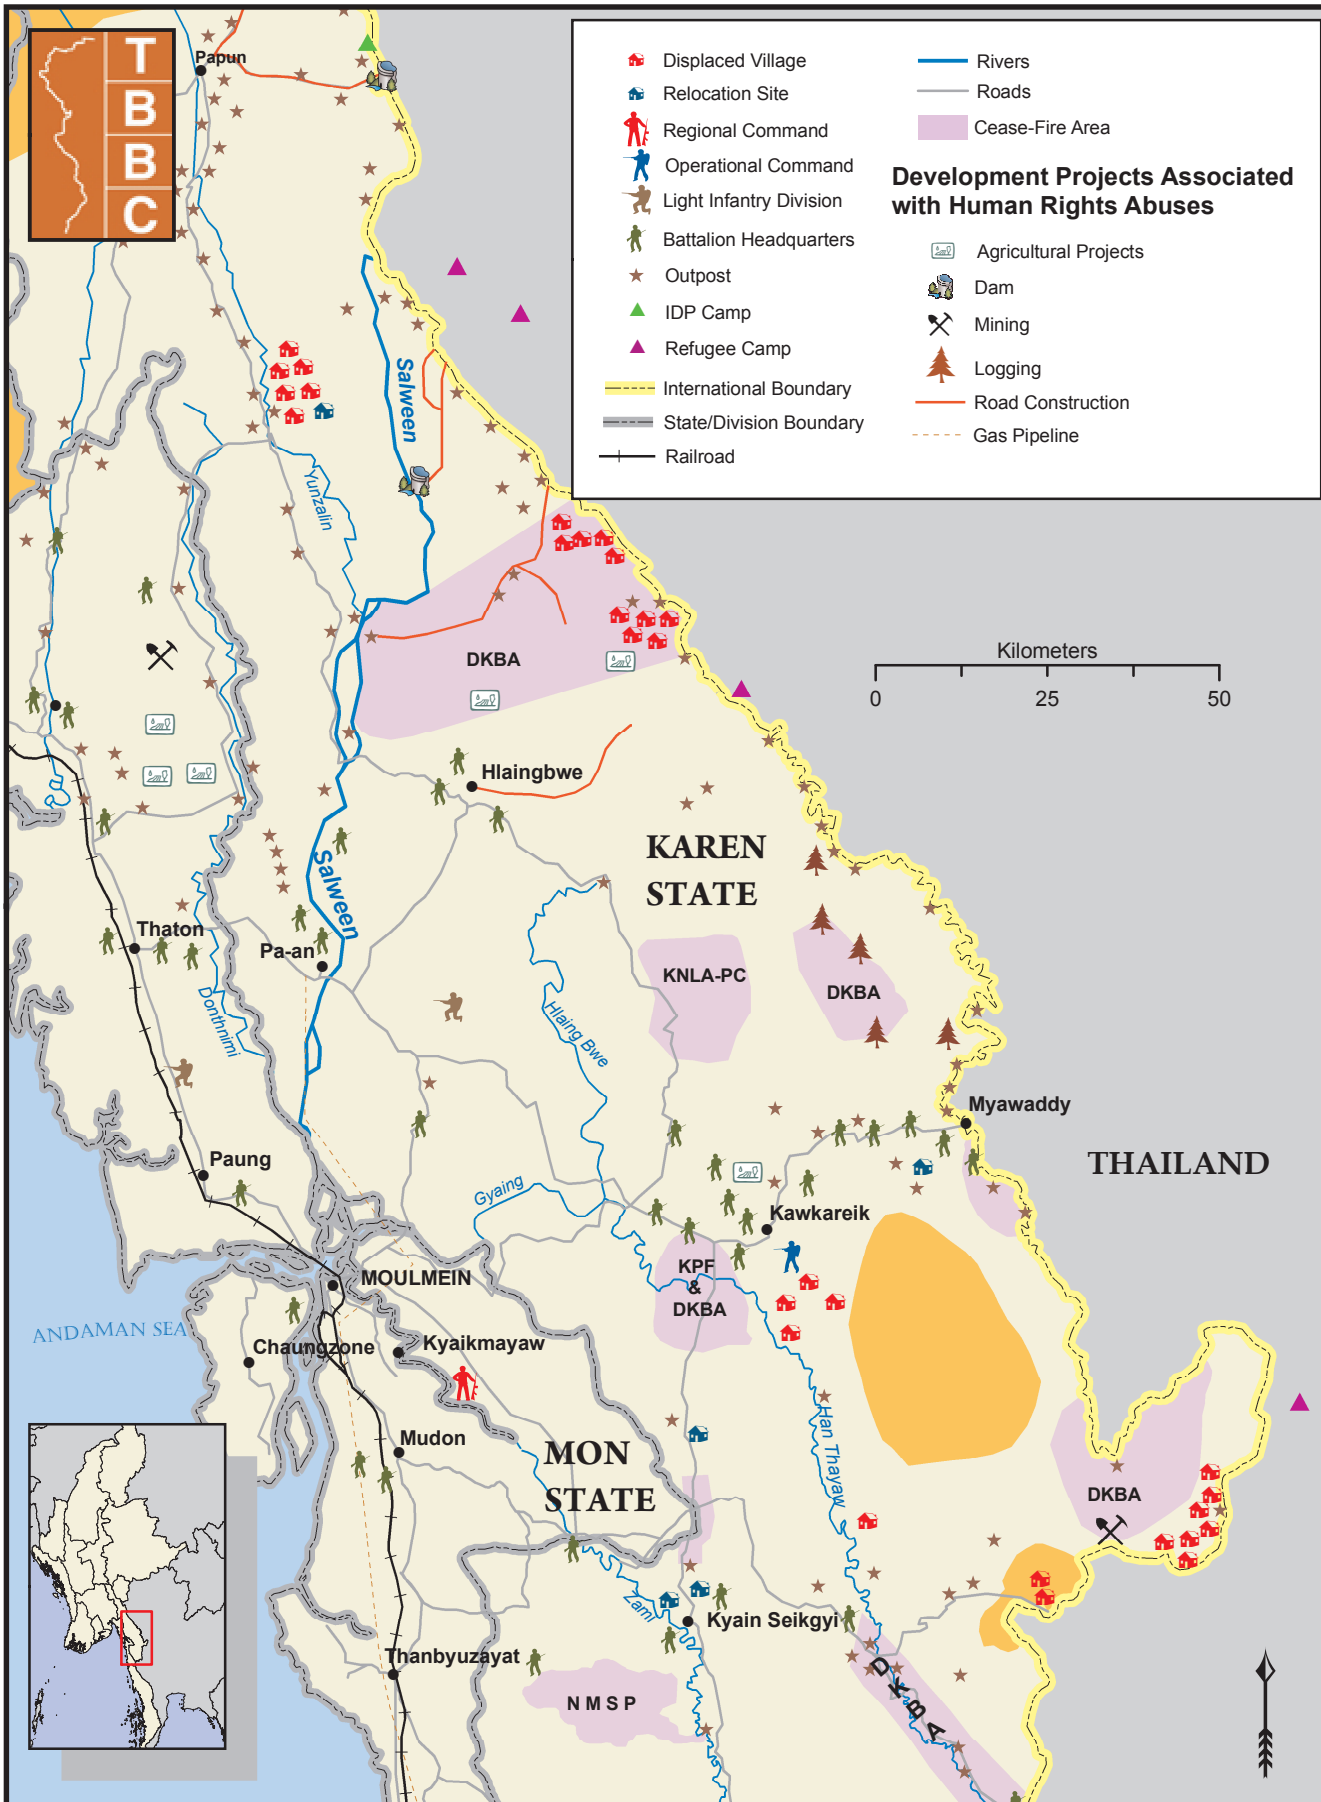 T
B
B
C
Papun
Displaced Village
Relocation Site
Regional Command
Operational Command
Light Infantry Division
Battalion Headquarters
Outpost
IDP Camp
Refugee Camp
International Boundary
State/Division Boundary
Railroad
Rivers
Roads
Cease-Fire Area
Development Projects Associated
with Human Rights Abuses
Agricultural Projects
Dam
Mining
Logging
Road Construction
Gas Pipeline
Salween
Yunzalin
DKBA
Kilometers
0 25 50
Hlaingbwe
KAREN
STATE
Salween
Thaton
Pa-an
Donthnimi
KNLA-PC
DKBA
Hlaing Bwe
Myawaddy
THAILAND
Paung
Gyaing
Kawkareik
KPF
&
DKBA
MOULMEIN
ANDAMAN SEA
Chaungzone
Kyaikmayaw
Han Thayaw
Mudon
MON
STATE
DKBA
Zami
Kyain Seikgyi
Thanbyuzayat
NMSP
DKBA